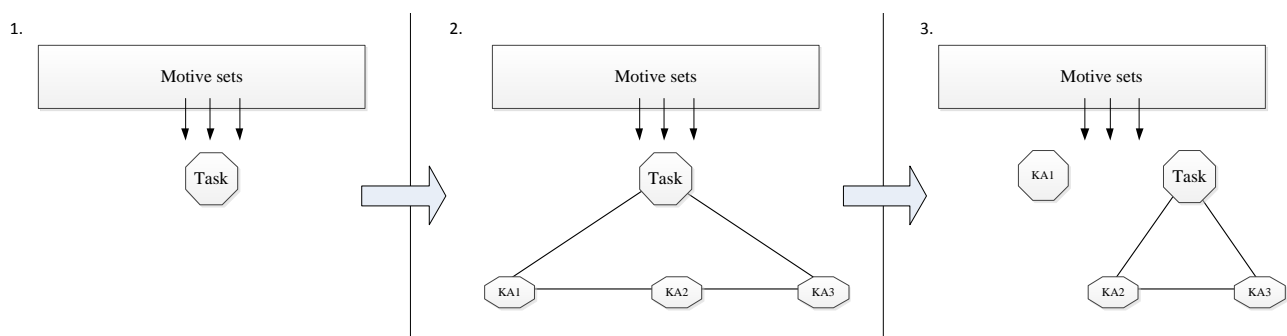 1.
Motive sets
Task
2.
Motive sets
Task
KA1
KA2
KA3
3.
Motive sets
KA1
Task
KA2
KA3